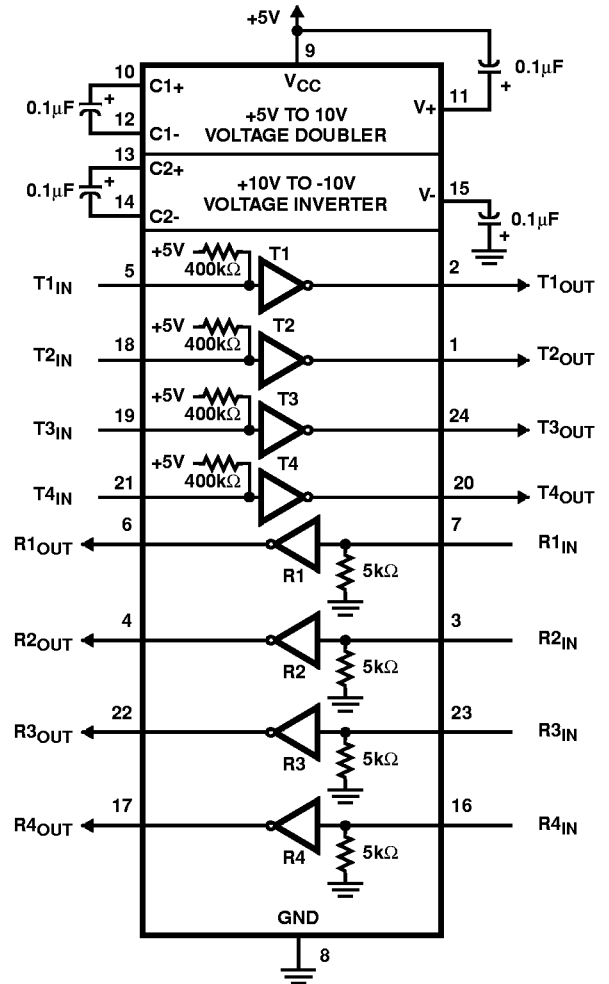 +5V
9
0.1μF
+
10
C1+
VCC
0.1μF
+
V+
11
12
C1-
+5V TO 10V
VOLTAGE DOUBLER
13
C2+
0.1μF
+
+10V TO -10V
VOLTAGE INVERTER
V-
15
14
C2-
0.1μF
+
+5V
400kΩ
T1
T1IN
5
2
T1OUT
+5V
400kΩ
T2
T2IN
18
1
T2OUT
+5V
400kΩ
T3
T3IN
19
24
T3OUT
+5V
400kΩ
T4
T4IN
21
20
T4OUT
R1OUT
6
7
R1IN
R1
5kΩ
R2OUT
4
3
R2IN
R2
5kΩ
R3OUT
22
23
R3IN
R3
5kΩ
R4OUT
17
16
R4IN
R4
5kΩ
GND
8